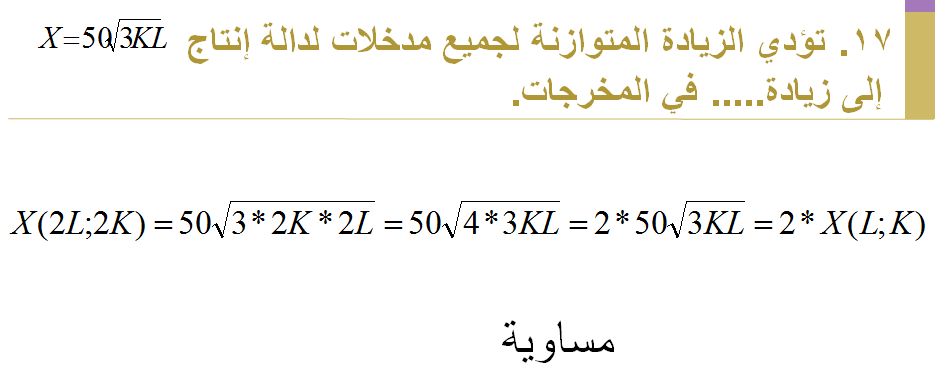 ١٧. تؤدي الزيادة المتوازنة لجميع مدخلات لدالة إنتاج X=50√3KL
إلى زيادة..... في المخرجات.
X(2L;2K) = 50√3*2K*2L = 50√4*3KL = 2*50√3KL = 2* X(L;K)
مساوية